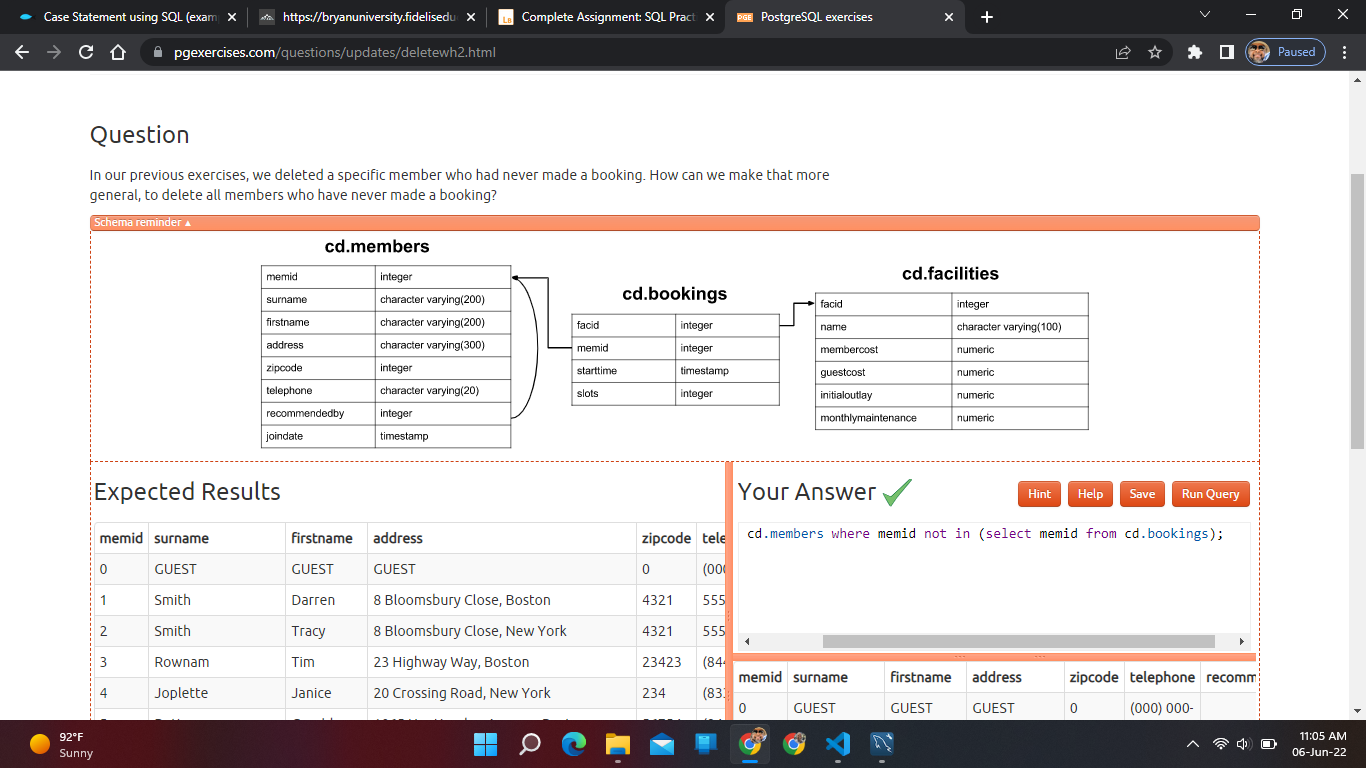 Case Statement using SQL (exam
https://bryanuniversity.fidelisedu
Complete Assignment: SQL Pract
PostgreSQL exercises
pgexercises.com/questions/updates/deletewh2.html
Paused
Question
In our previous exercises, we deleted a specific member who had never made a booking. How can we make that more
general, to delete all members who have never made a booking?
Schema reminder ▲
cd.members
memid integer
surname character varying(200)
firstname character varying(200)
address character varying(300)
zipcode integer
telephone character varying(20)
recommendedby integer
joindate timestamp
cd.bookings
facid integer
memid integer
starttime timestamp
slots integer
cd.facilities
facid integer
name character varying(100)
membercost numeric
guestcost numeric
initialoutlay numeric
monthlymaintenance numeric
Expected Results
memid surname firstname address zipcode tele
0 GUEST GUEST GUEST 0 (000
1 Smith Darren 8 Bloomsbury Close, Boston 4321 555
2 Smith Tracy 8 Bloomsbury Close, New York 4321 555
3 Rownam Tim 23 Highway Way, Boston 23423 (844
4 Joplette Janice 20 Crossing Road, New York 234 (833
Your Answer
Hint
Help
Save
Run Query
cd.members where memid not in (select memid from cd.bookings);
memid surname firstname address zipcode telephone recomm
0 GUEST GUEST GUEST 0 (000) 000-
92°F
Sunny
11:05 AM
06-Jun-22